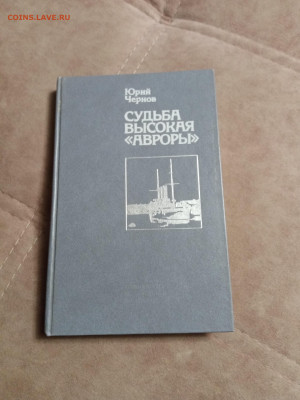 COINS.LAVE.RU
Юрий
Чернов
СУДЬБА
ВЫСОКАЯ
«АВРОРЫ»